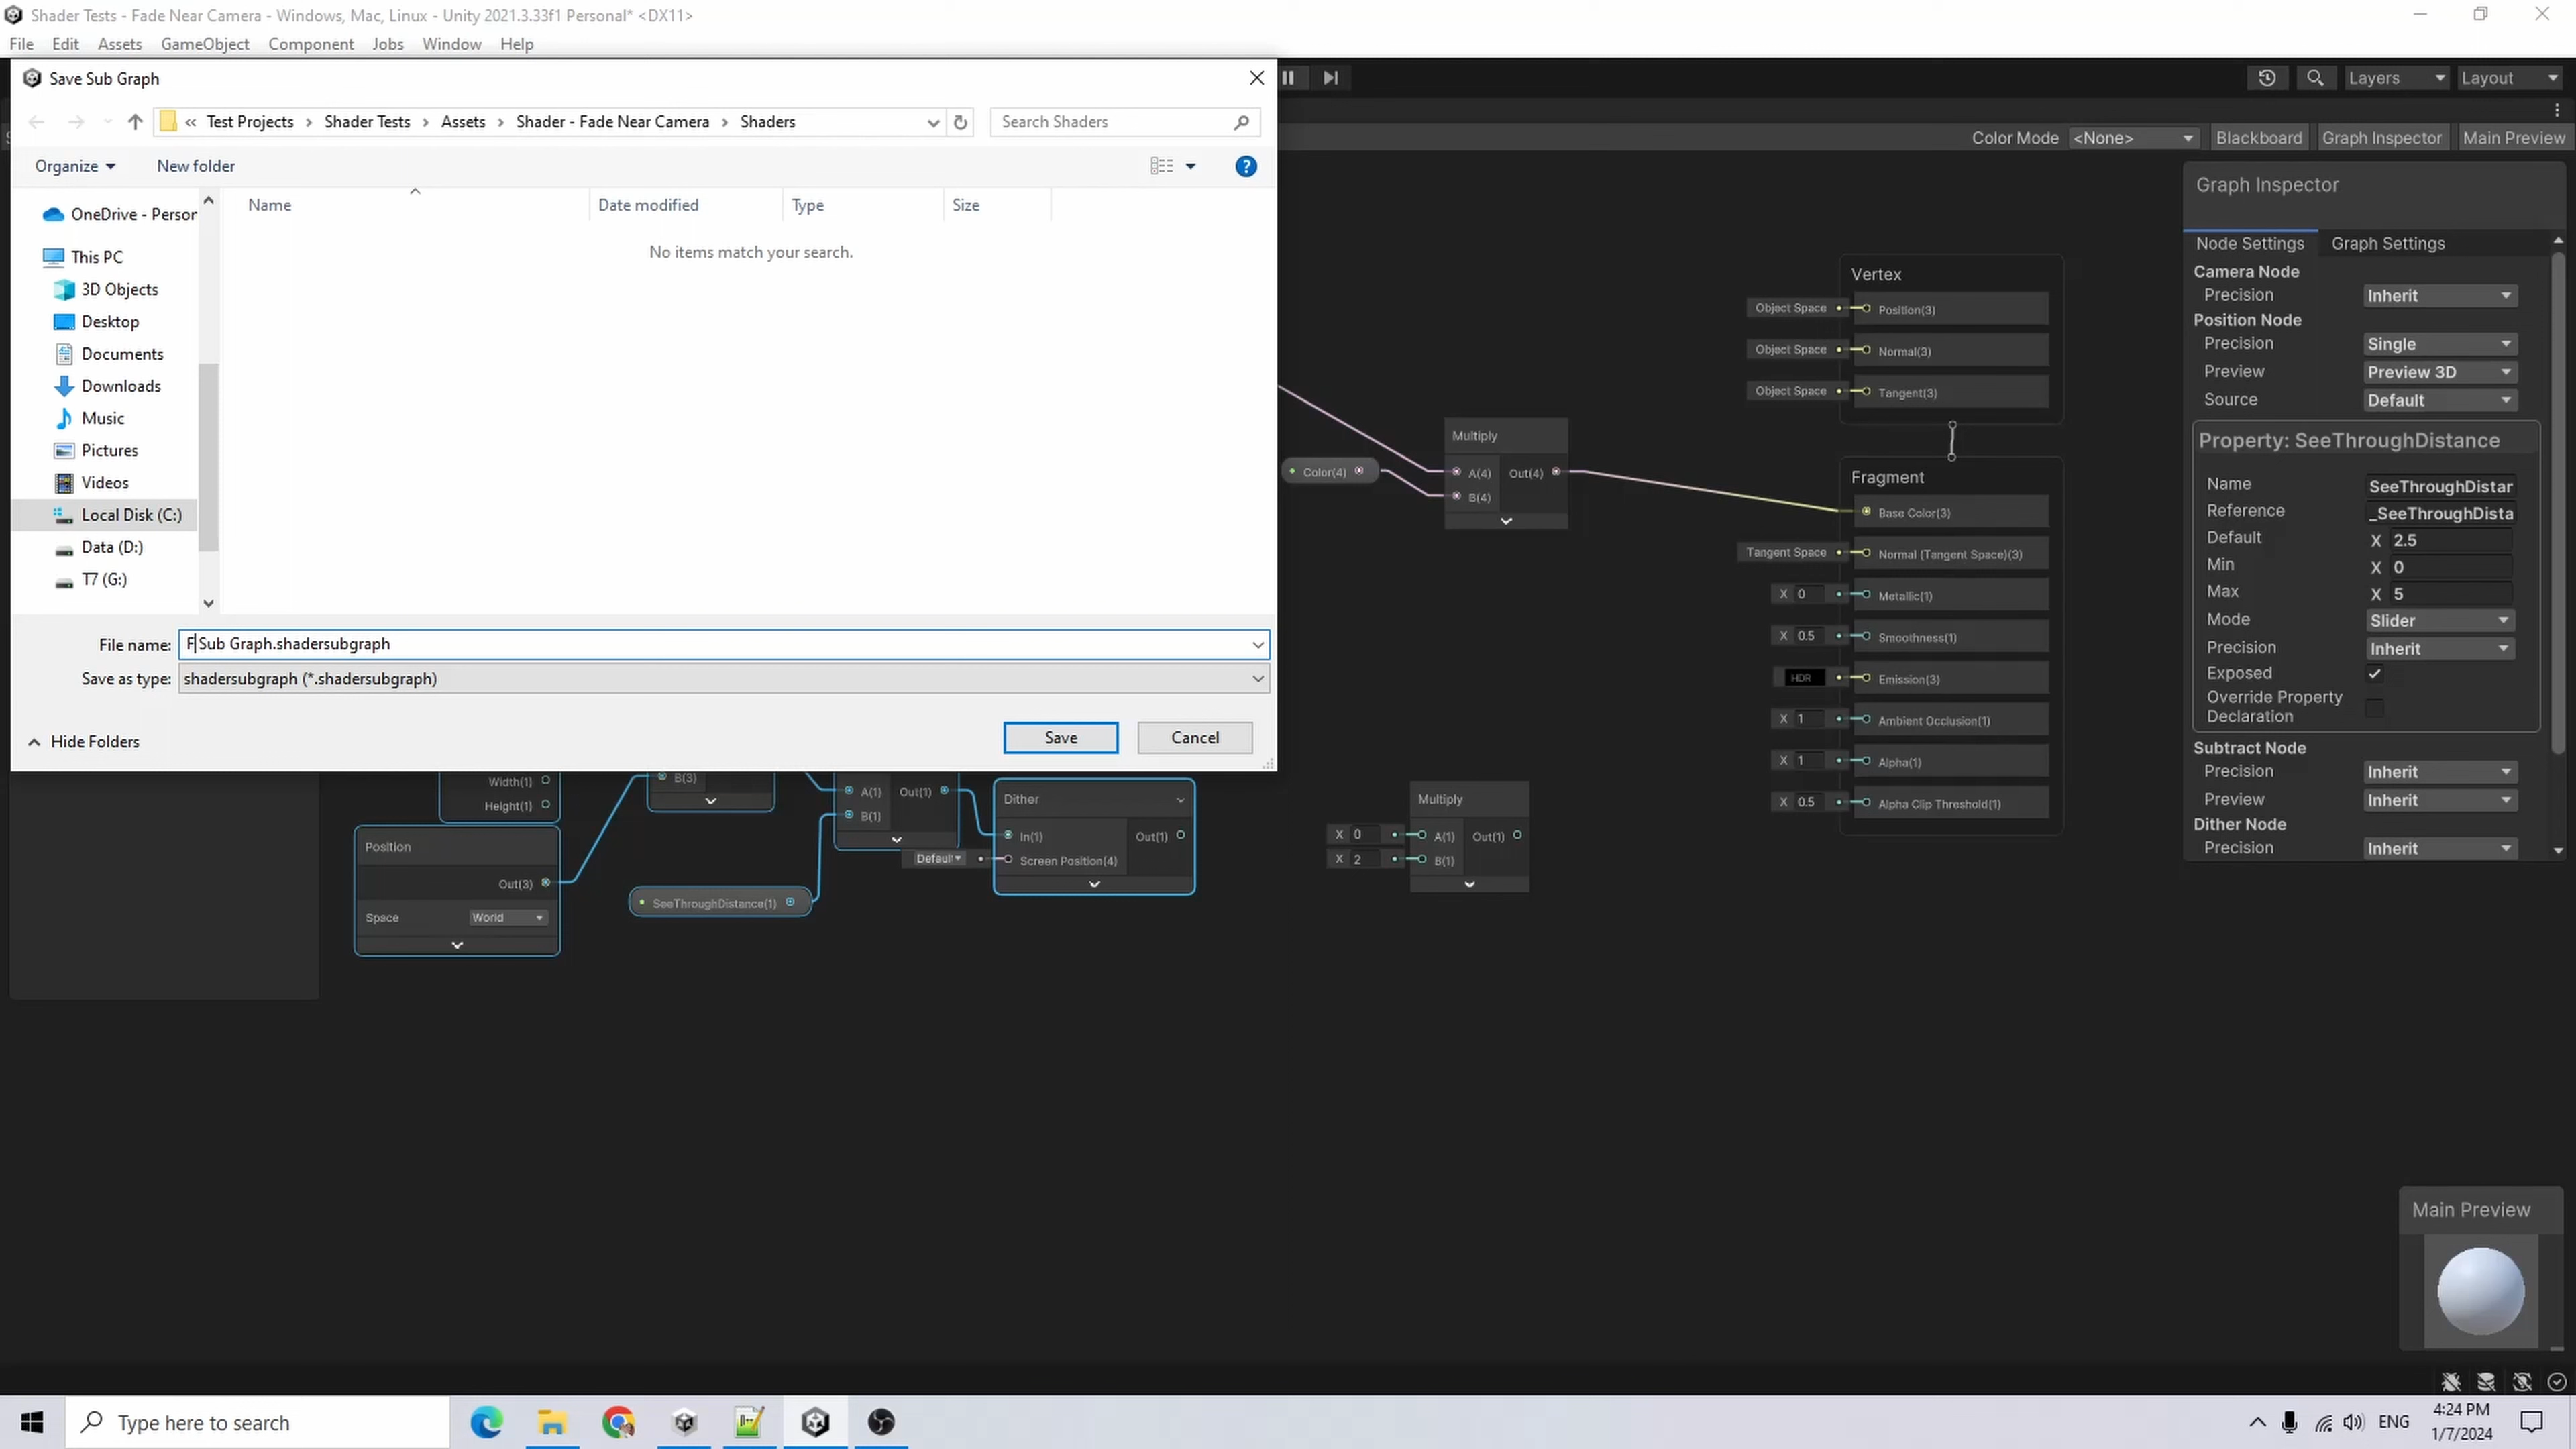 Shader Tests - Fade Near Camera - Windows, Mac, Linux - Unity 2021.3.33f1 Personal* <DX11>
File Edit Assets GameObject Component Jobs Window Help
Save Sub Graph
Layers Layout
« Test Projects › Shader Tests › Assets › Shader - Fade Near Camera › Shaders
Search Shaders
Color Mode <None> Blackboard Graph Inspector Main Preview
Organize New folder
Name Date modified Type Size
No items match your search.
OneDrive - Person
This PC
3D Objects
Desktop
Documents
Downloads
Music
Pictures
Videos
Local Disk (C:)
Data (D:)
T7 (G:)
File name: F Sub Graph.shadersubgraph
Save as type: shadersubgraph (*.shadersubgraph)
Hide Folders
Save Cancel
Color(4)
Multiply
A(4) Out(4)
B(4)
Vertex
Object Space Position(3)
Object Space Normal(3)
Object Space Tangent(3)
Fragment
Base Color(3)
Tangent Space Normal (Tangent Space)(3)
X 0 Metallic(1)
X 0.5 Smoothness(1)
HDR Emission(3)
X 1 Ambient Occlusion(1)
X 1 Alpha(1)
X 0.5 Alpha Clip Threshold(1)
Graph Inspector
Node Settings Graph Settings
Camera Node
Precision Inherit
Position Node
Precision Single
Preview Preview 3D
Source Default
Property: SeeThroughDistance
Name SeeThroughDistan
Reference _SeeThroughDista
Default X 2.5
Min X 0
Max X 5
Mode Slider
Precision Inherit
Exposed
Override Property
Declaration
Subtract Node
Precision Inherit
Preview Inherit
Dither Node
Precision Inherit
Width(1)
Height(1)
B(3)
A(1) Out(1)
B(1)
Position
Out(3)
Space World
SeeThroughDistance(1)
Dither
In(1) Out(1)
Default Screen Position(4)
Multiply
X 0 A(1) Out(1)
X 2 B(1)
Main Preview
Type here to search
ENG
4:24 PM
1/7/2024